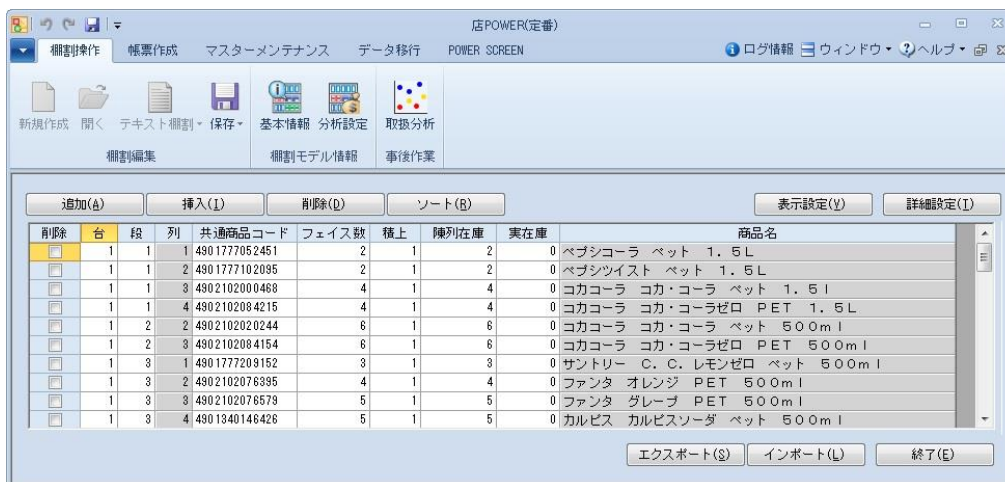 店POWER(定番)
棚割操作 帳票作成 マスターメンテナンス データ移行 POWER SCREEN ログ情報 ウィンドウ ヘルプ
新規作成 開く テキスト棚割 保存 基本情報 分析設定 取扱分析
棚割編集 棚割モデル情報 事後作業
追加(A) 挿入(I) 削除(D) ソート(R) 表示設定(V) 詳細設定(T)
削除 台 段 列 共通商品コード フェイス数 積上 陳列在庫 実在庫 商品名
1 1 1 4901777052451 2 1 2 0 ペプシコーラ ペット 1.5L
1 1 2 4901777102095 2 1 2 0 ペプシツイスト ペット 1.5L
1 1 3 4902102000468 4 1 4 0 コカコーラ コカ・コーラ ペット 1.5l
1 1 4 4902102084215 4 1 4 0 コカコーラ コカ・コーラゼロ PET 1.5L
1 2 2 4902102020244 6 1 6 0 コカコーラ コカ・コーラ ペット 500ml
1 2 3 4902102084154 6 1 6 0 コカコーラ コカ・コーラゼロ PET 500ml
1 3 1 4901777209152 3 1 3 0 サントリー C.C.レモンゼロ ペット 500ml
1 3 2 4902102076395 4 1 4 0 ファンタ オレンジ PET 500ml
1 3 3 4902102076579 5 1 5 0 ファンタ グレープ PET 500ml
1 3 4 4901340146426 5 1 5 0 カルピス カルピスソーダ ペット 500ml
エクスポート(S) インポート(L) 終了(E)